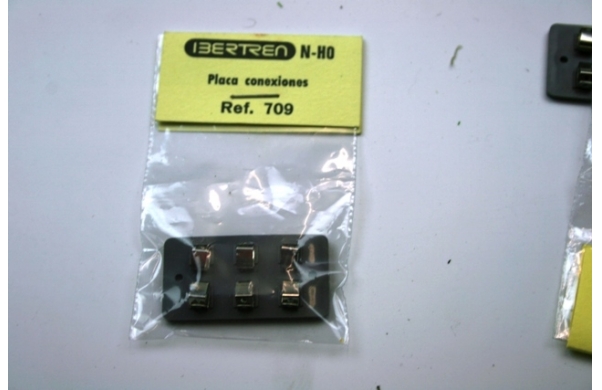 IBERTREN N-HO
Placa conexiones
Ref. 709